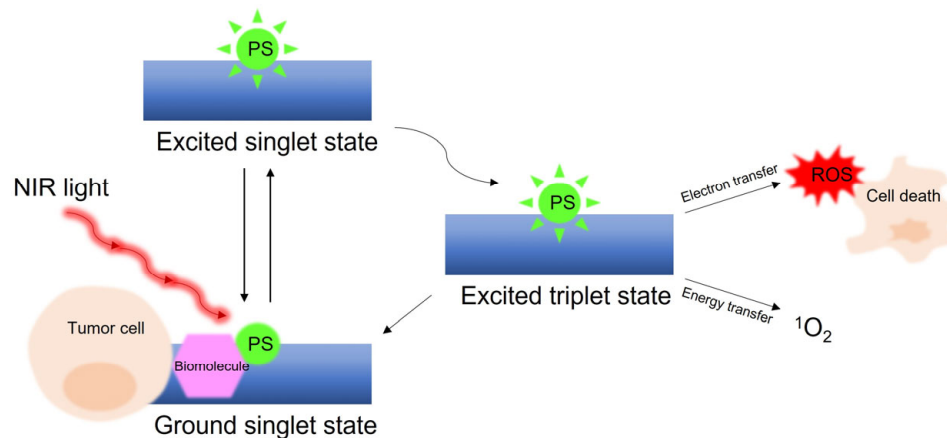 PS
Excited singlet state
NIR light
PS
Electron transfer
ROS
Cell death
Excited triplet state
Energy transfer
¹O₂
Tumor cell
PS
Biomolecule
Ground singlet state